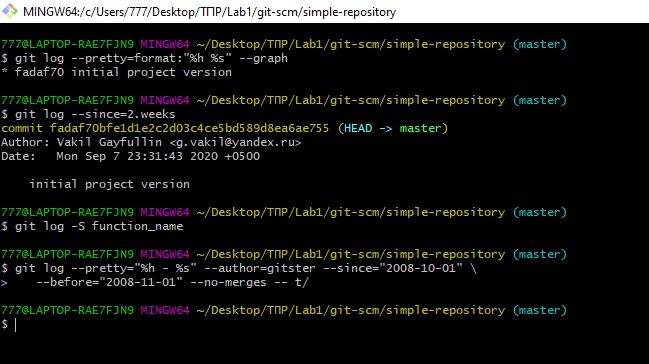 MINGW64:/c/Users/777/Desktop/ТПР/Lab1/git-scm/simple-repository
777@LAPTOP-RAE7FJN9 MINGW64 ~/Desktop/ТПР/Lab1/git-scm/simple-repository (master)
$ git log --pretty=format:"%h %s" --graph
* fadaf70 initial project version
777@LAPTOP-RAE7FJN9 MINGW64 ~/Desktop/ТПР/Lab1/git-scm/simple-repository (master)
$ git log --since=2.weeks
commit fadaf70bfe1d1e2c2d03c4ce5bd589d8ea6ae755 (HEAD -> master)
Author: Vakil Gayfullin <g.vakil@yandex.ru>
Date:   Mon Sep 7 23:31:43 2020 +0500
    initial project version
777@LAPTOP-RAE7FJN9 MINGW64 ~/Desktop/ТПР/Lab1/git-scm/simple-repository (master)
$ git log -S function_name
777@LAPTOP-RAE7FJN9 MINGW64 ~/Desktop/ТПР/Lab1/git-scm/simple-repository (master)
$ git log --pretty="%h - %s" --author=gitster --since="2008-10-01" \
>    --before="2008-11-01" --no-merges -- t/
777@LAPTOP-RAE7FJN9 MINGW64 ~/Desktop/ТПР/Lab1/git-scm/simple-repository (master)
$